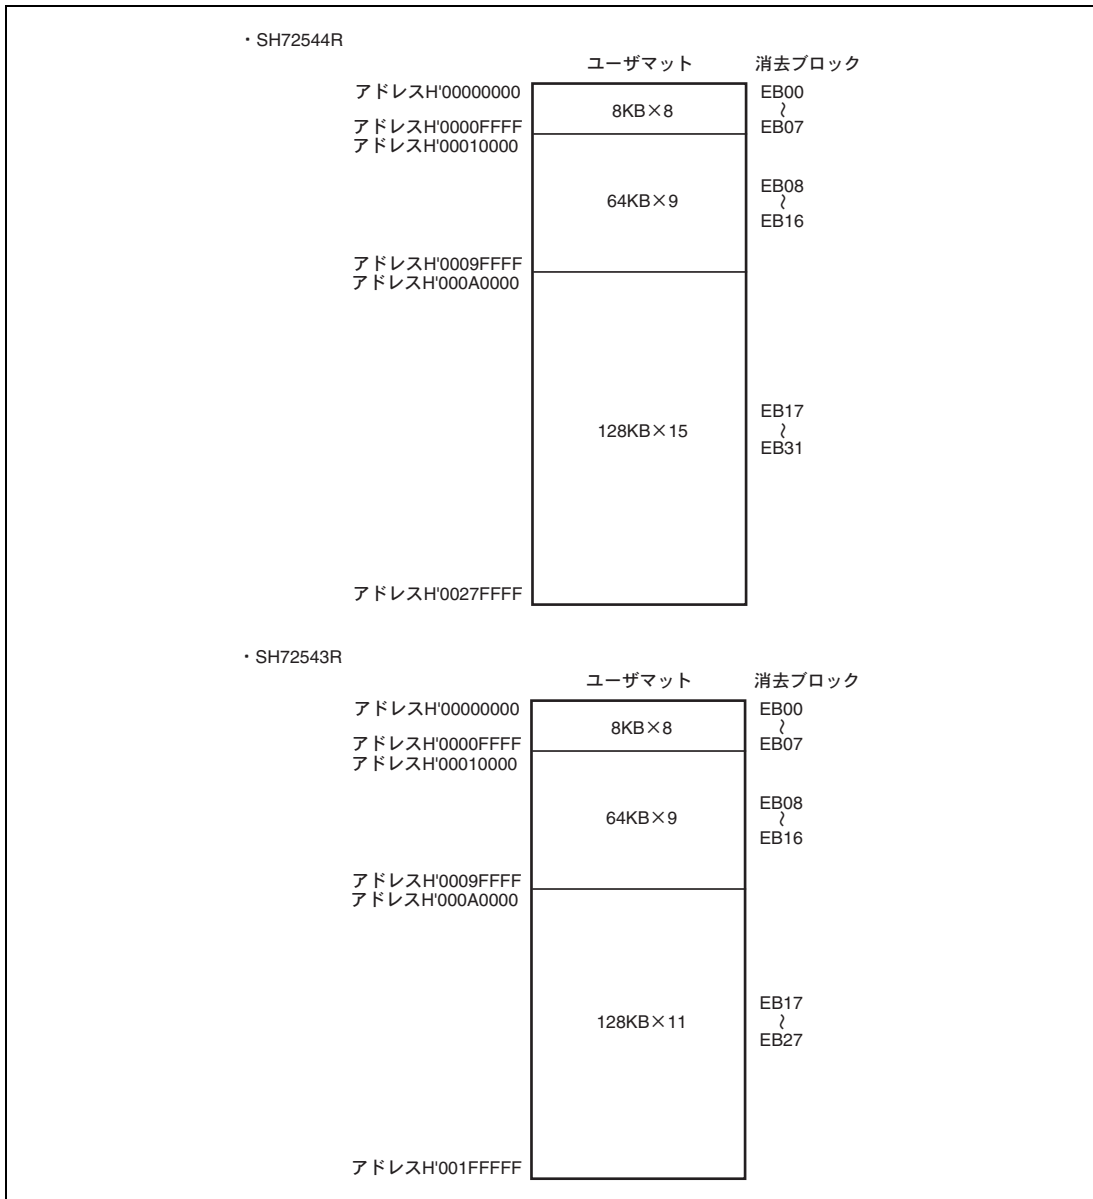 ・SH72544R
ユーザマット 消去ブロック
アドレスH'00000000
8KB×8
EB00
〜
EB07
アドレスH'0000FFFF
アドレスH'00010000
64KB×9
EB08
〜
EB16
アドレスH'0009FFFF
アドレスH'000A0000
128KB×15
EB17
〜
EB31
アドレスH'0027FFFF
・SH72543R
ユーザマット 消去ブロック
アドレスH'00000000
8KB×8
EB00
〜
EB07
アドレスH'0000FFFF
アドレスH'00010000
64KB×9
EB08
〜
EB16
アドレスH'0009FFFF
アドレスH'000A0000
128KB×11
EB17
〜
EB27
アドレスH'001FFFFF